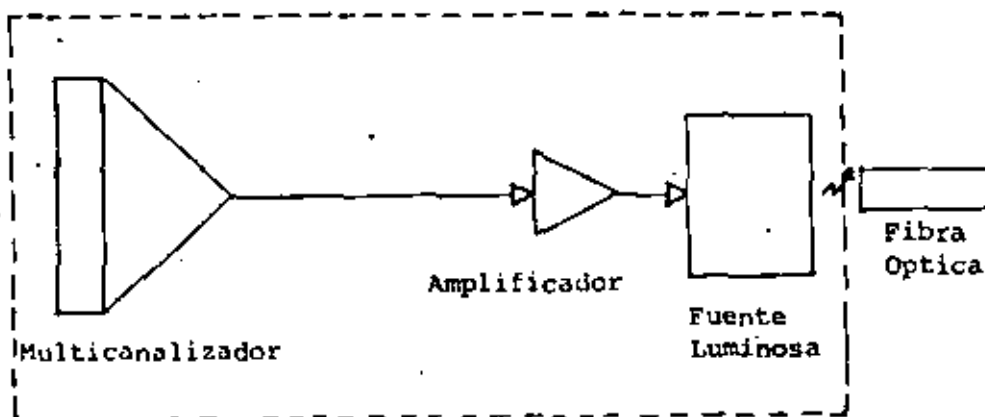 Multicanalizador
Amplificador
Fuente
Luminosa
Fibra
Optica